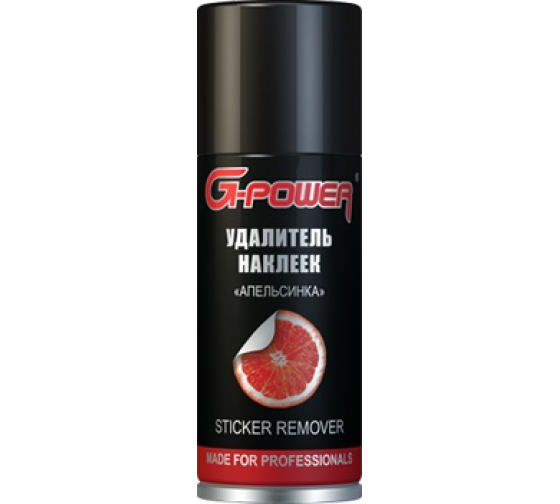 G-POWER®
УДАЛИТЕЛЬ
НАКЛЕЕК
«АПЕЛЬСИНКА»
STICKER REMOVER
MADE FOR PROFESSIONALS